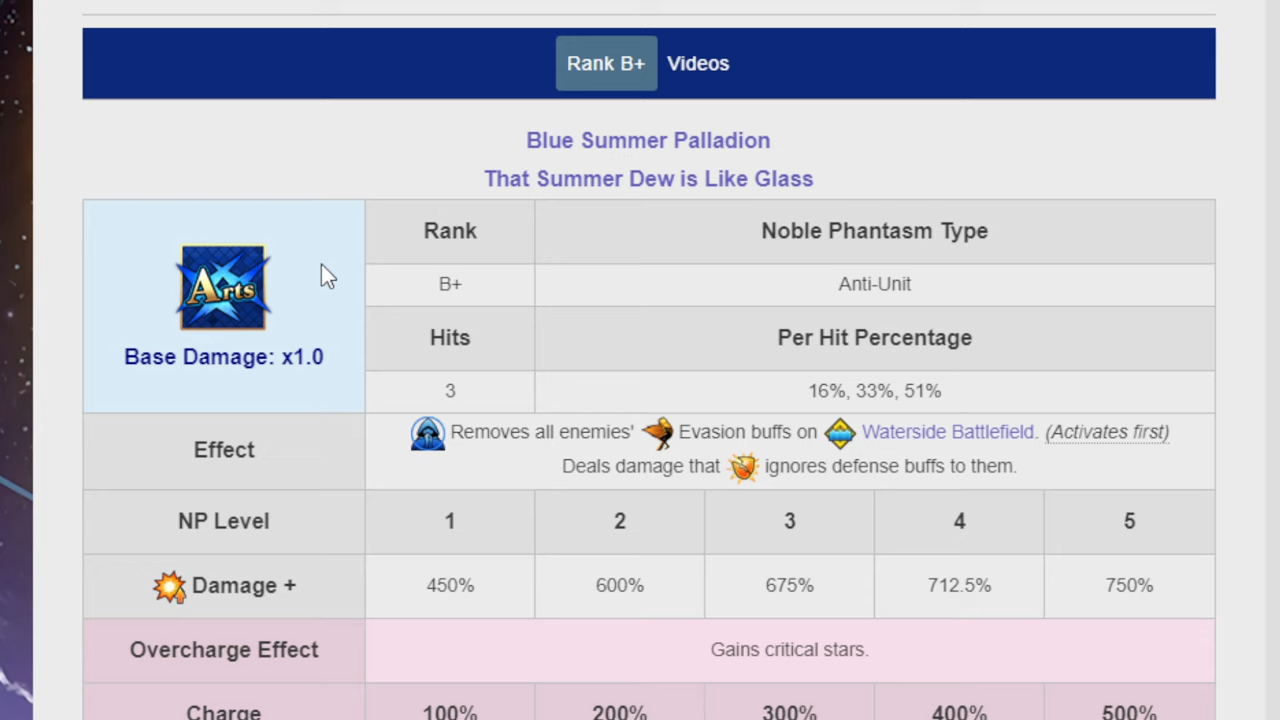 Rank B+ Videos
Blue Summer Palladion
That Summer Dew is Like Glass
Arts
Base Damage: x1.0
Rank Noble Phantasm Type
B+ Anti-Unit
Hits Per Hit Percentage
3 16%, 33%, 51%
Effect
Removes all enemies' Evasion buffs on Waterside Battlefield. (Activates first)
Deals damage that ignores defense buffs to them.
NP Level 1 2 3 4 5
Damage + 450% 600% 675% 712.5% 750%
Overcharge Effect Gains critical stars.
Charge 100% 200% 300% 400% 500%